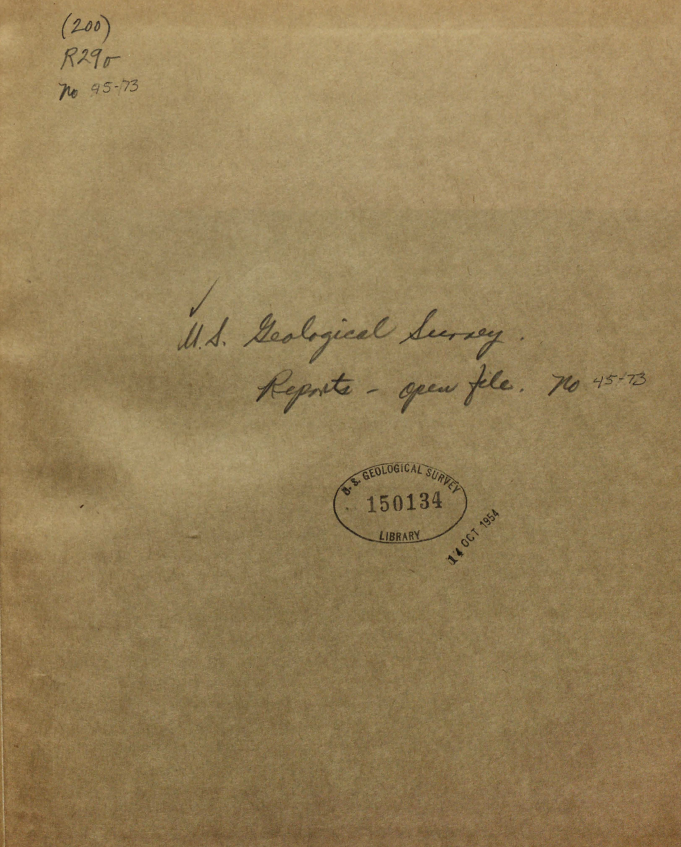 (200)
R29o
No 45-73
U.S. Geological Survey.
Reports - open file. No 45-73
U.S. GEOLOGICAL SURVEY
150134
LIBRARY
14 OCT 1954